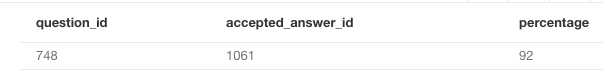 question_id accepted_answer_id percentage
748 1061 92